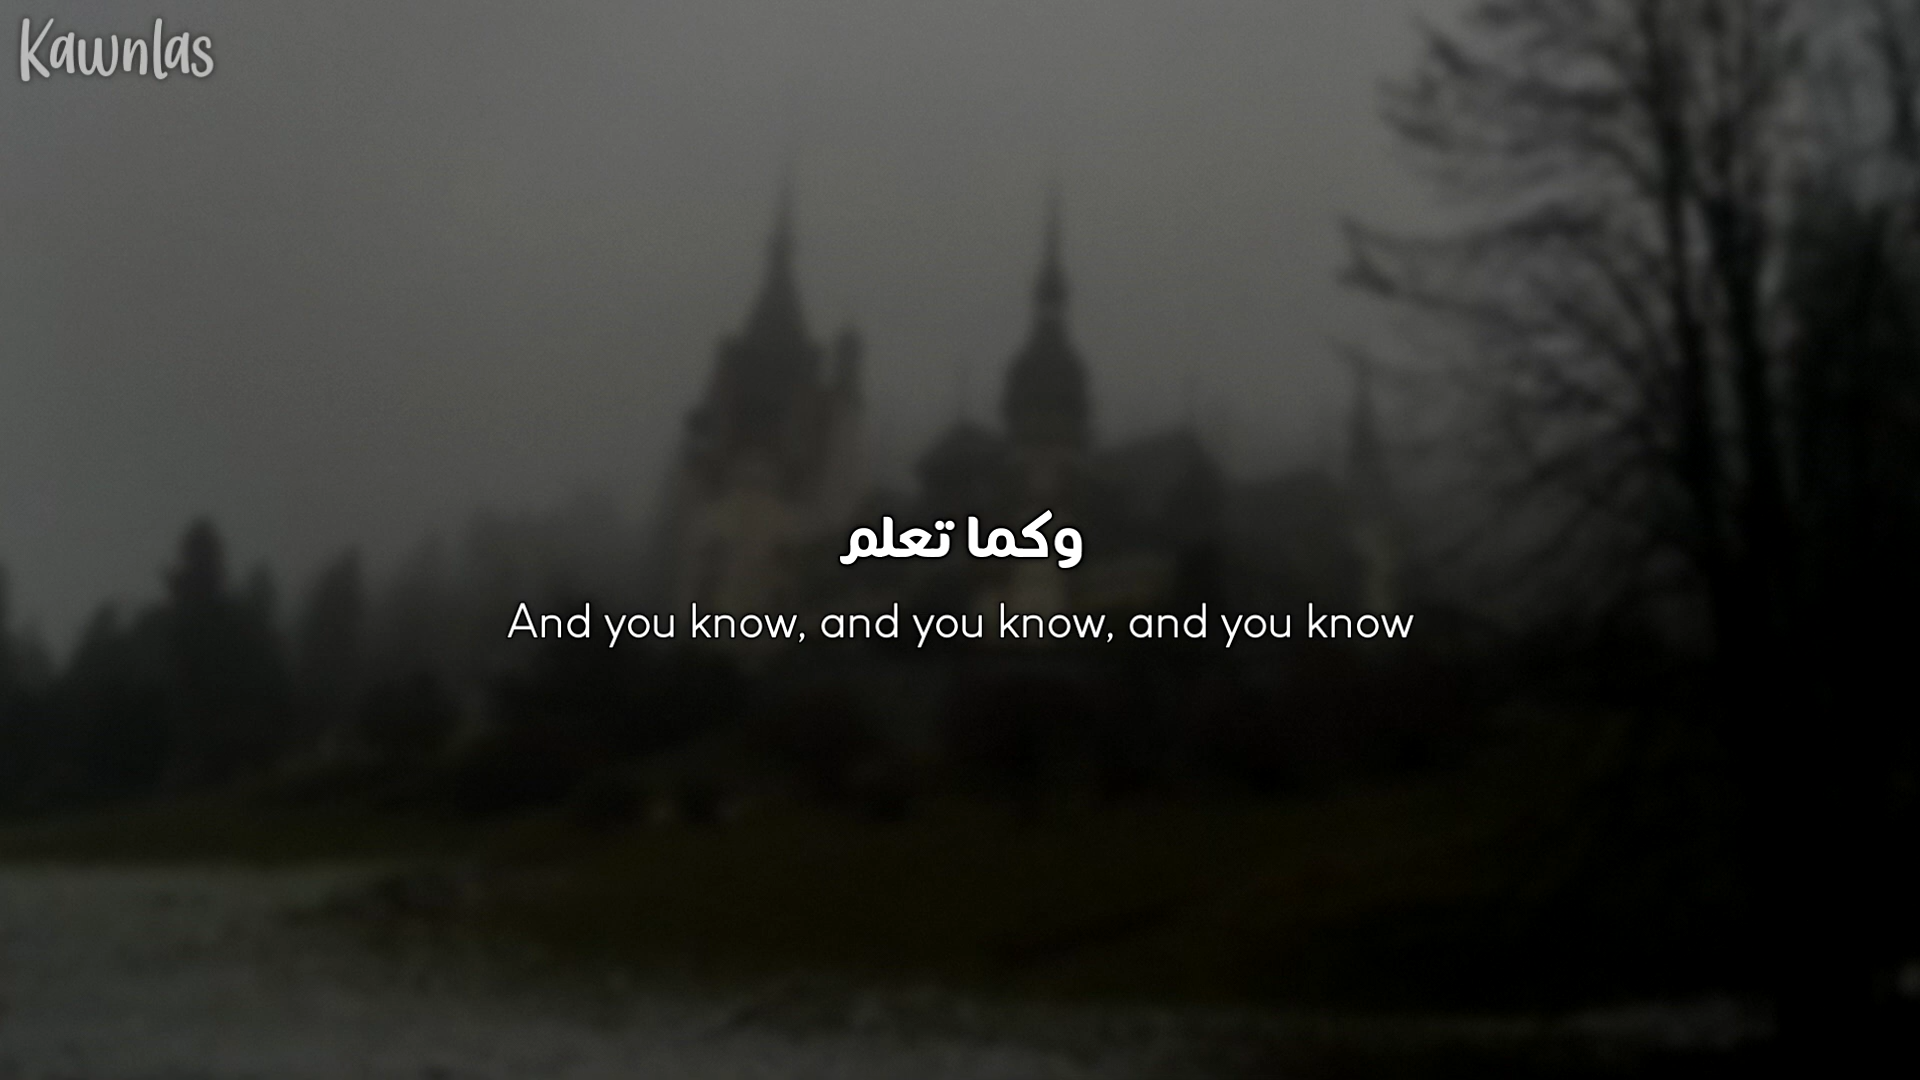 Kawnlas
وكما تعلم
And you know, and you know, and you know